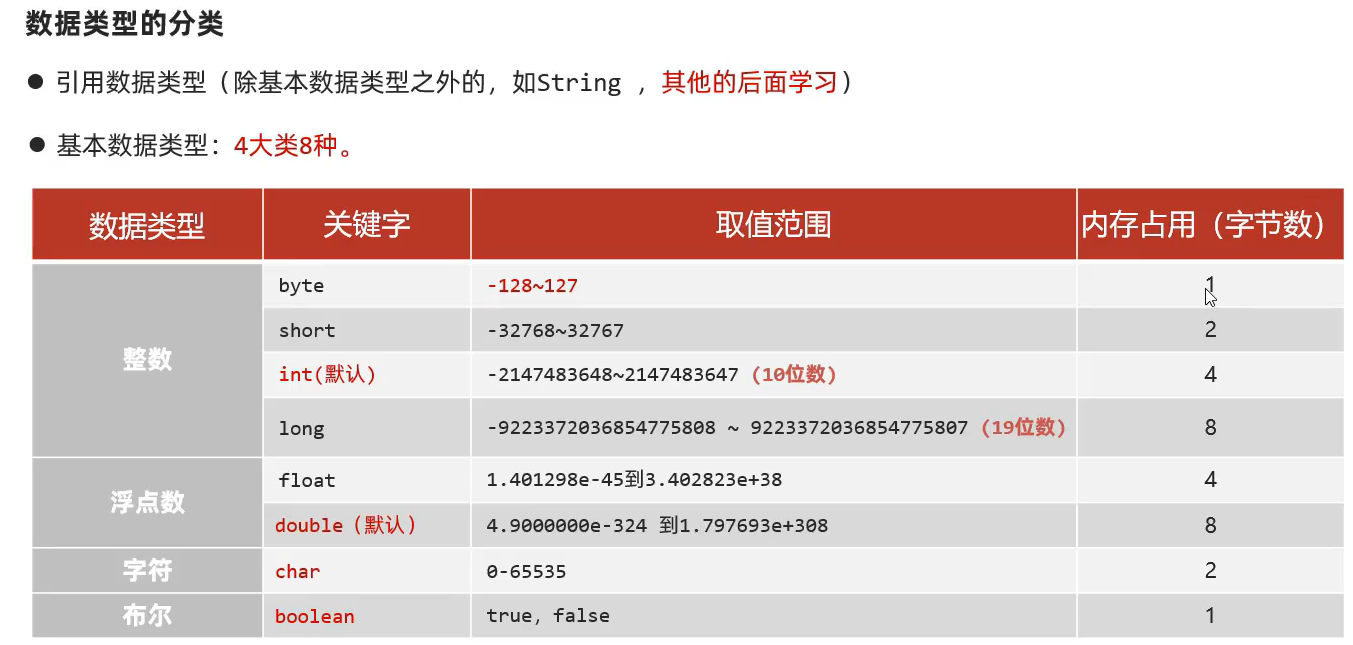 数据类型的分类
● 引用数据类型（除基本数据类型之外的，如String ，其他的后面学习）
● 基本数据类型：4大类8种。
数据类型 关键字 取值范围 内存占用（字节数）
整数 byte -128~127 1
short -32768~32767 2
int(默认) -2147483648~2147483647 (10位数) 4
long -9223372036854775808 ~ 9223372036854775807 (19位数) 8
浮点数 float 1.401298e-45到3.402823e+38 4
double（默认） 4.9000000e-324 到1.797693e+308 8
字符 char 0-65535 2
布尔 boolean true，false 1